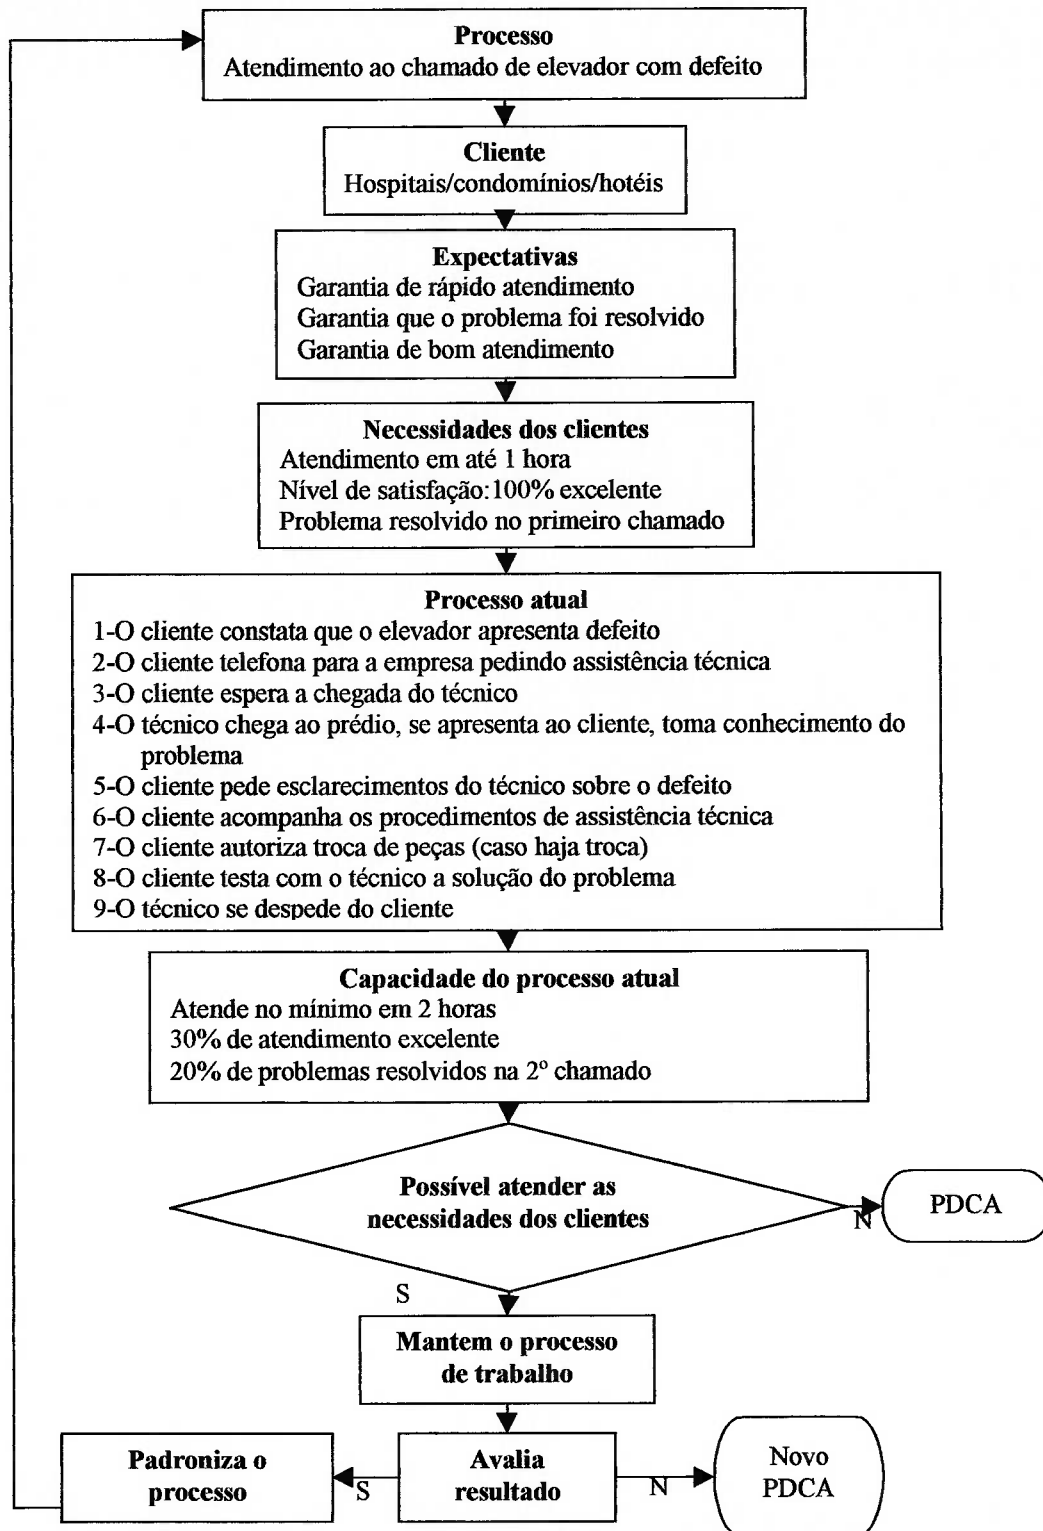 Processo
Atendimento ao chamado de elevador com defeito
Cliente
Hospitais/condomínios/hotéis
Expectativas
Garantia de rápido atendimento
Garantia que o problema foi resolvido
Garantia de bom atendimento
Necessidades dos clientes
Atendimento em até 1 hora
Nível de satisfação:100% excelente
Problema resolvido no primeiro chamado
Processo atual
1-O cliente constata que o elevador apresenta defeito
2-O cliente telefona para a empresa pedindo assistência técnica
3-O cliente espera a chegada do técnico
4-O técnico chega ao prédio, se apresenta ao cliente, toma conhecimento do
problema
5-O cliente pede esclarecimentos do técnico sobre o defeito
6-O cliente acompanha os procedimentos de assistência técnica
7-O cliente autoriza troca de peças (caso haja troca)
8-O cliente testa com o técnico a solução do problema
9-O técnico se despede do cliente
Capacidade do processo atual
Atende no mínimo em 2 horas
30% de atendimento excelente
20% de problemas resolvidos na 2º chamado
Possível atender as
necessidades dos clientes
N
PDCA
S
Mantem o processo
de trabalho
Padroniza o
processo
S
Avalia
resultado
N
Novo
PDCA